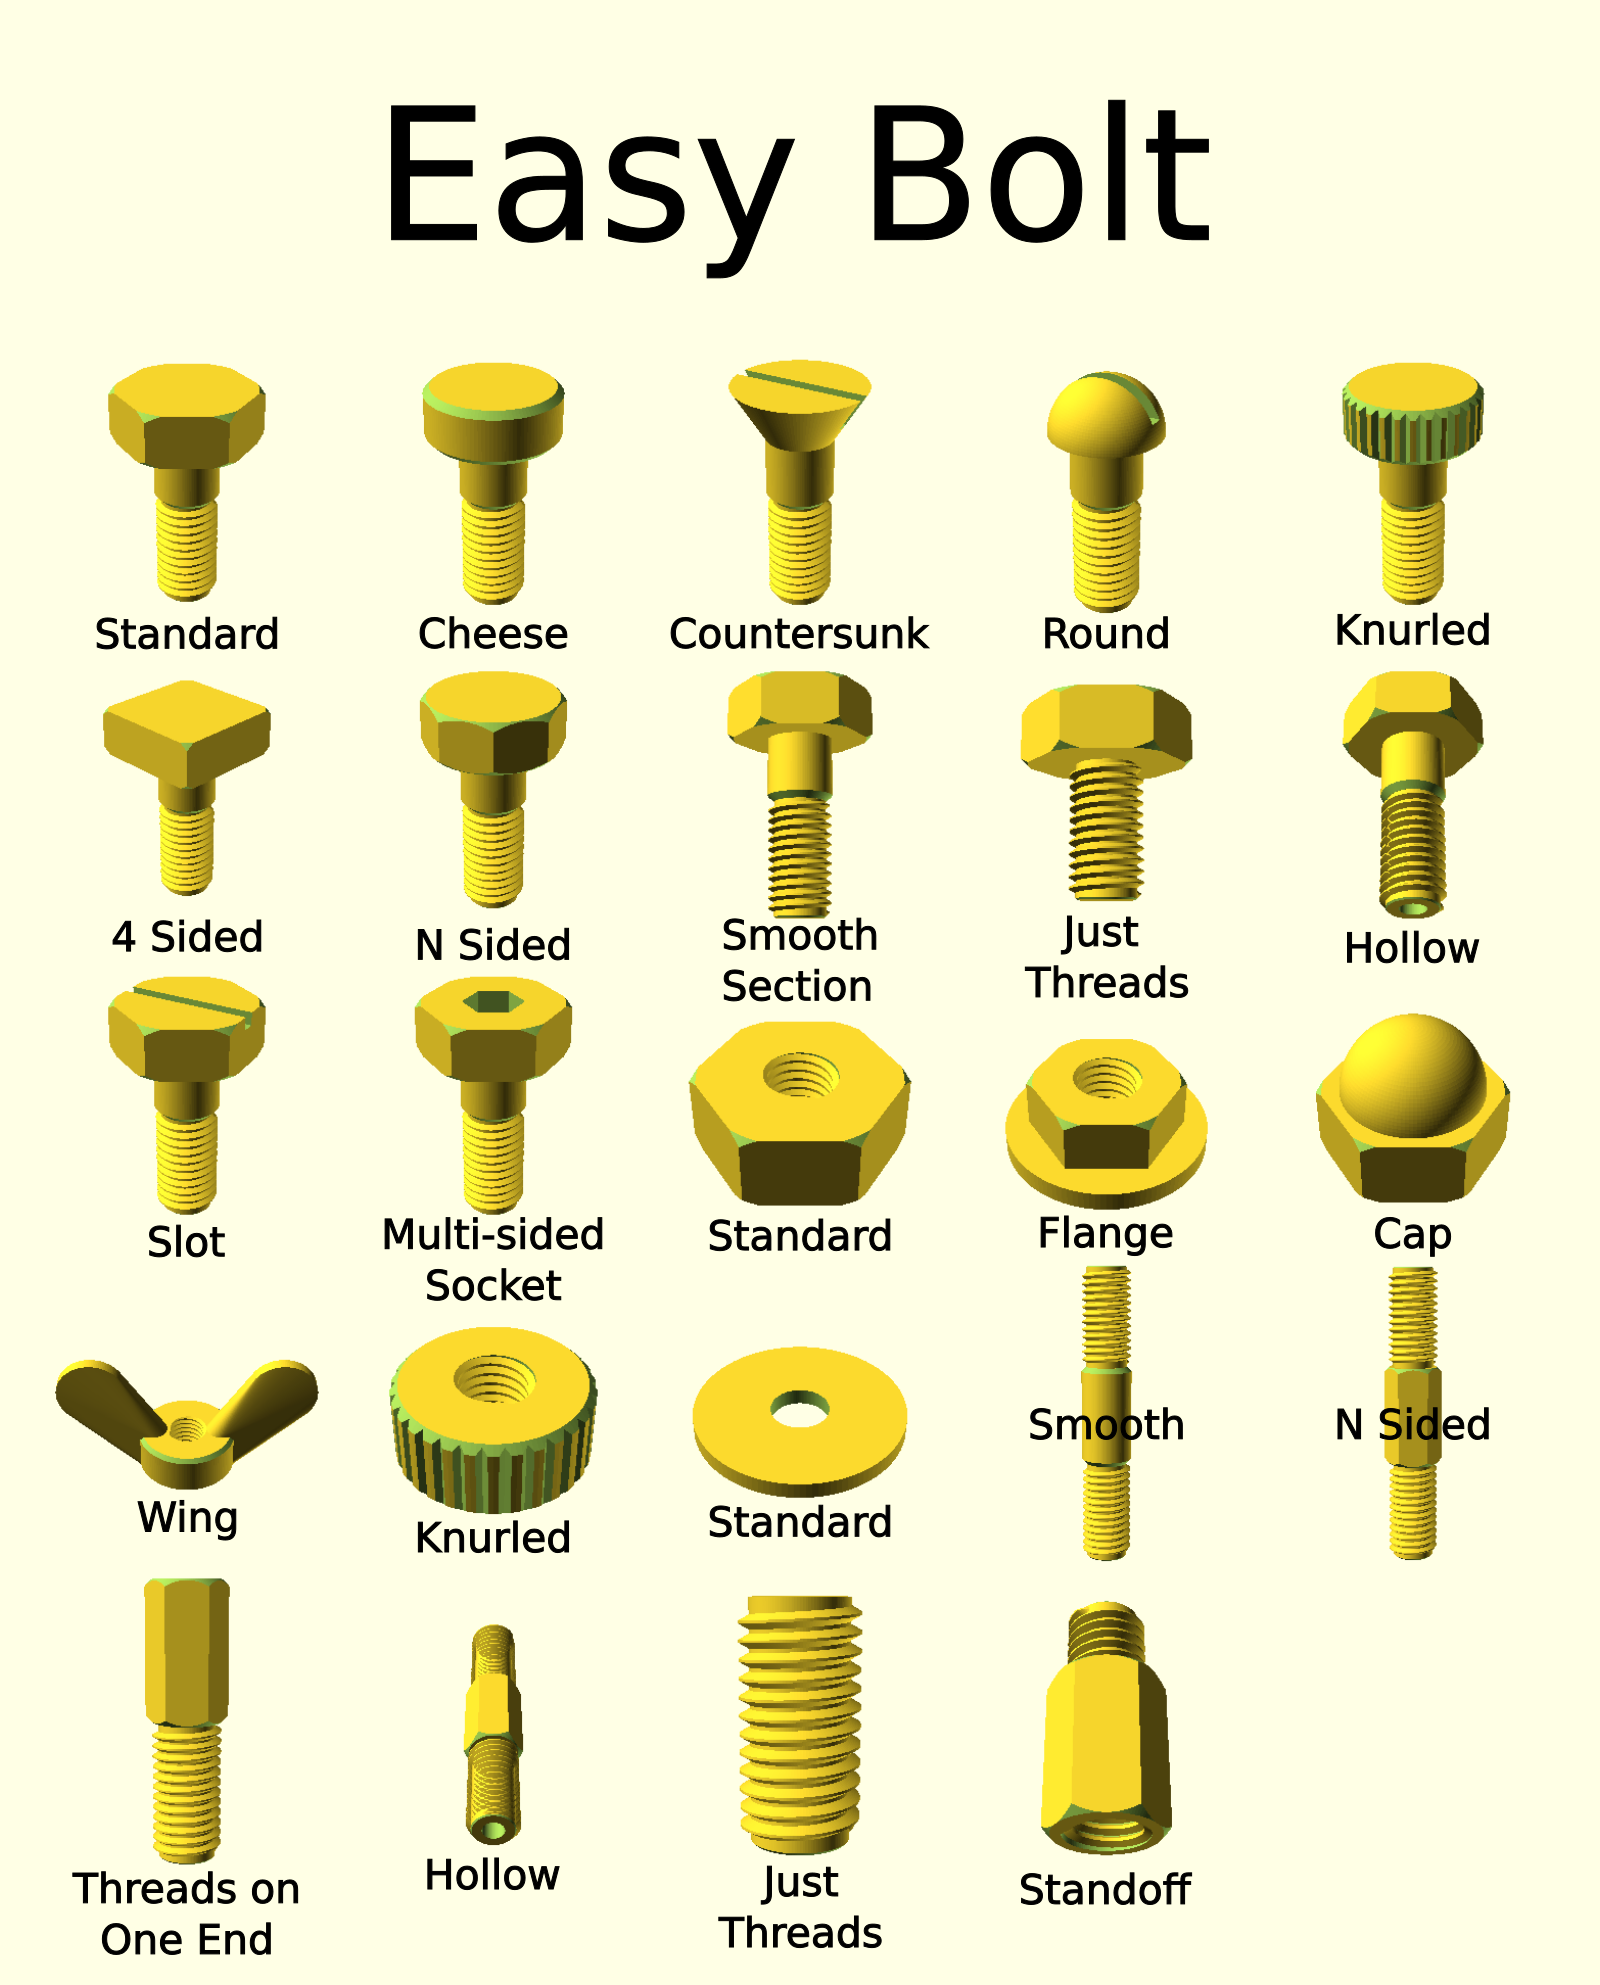 Easy Bolt
Standard
Cheese
Countersunk
Round
Knurled
4 Sided
N Sided
Smooth
Section
Just
Threads
Hollow
Slot
Multi-sided
Socket
Standard
Flange
Cap
Wing
Knurled
Standard
Smooth
N Sided
Threads on
One End
Hollow
Just
Threads
Standoff